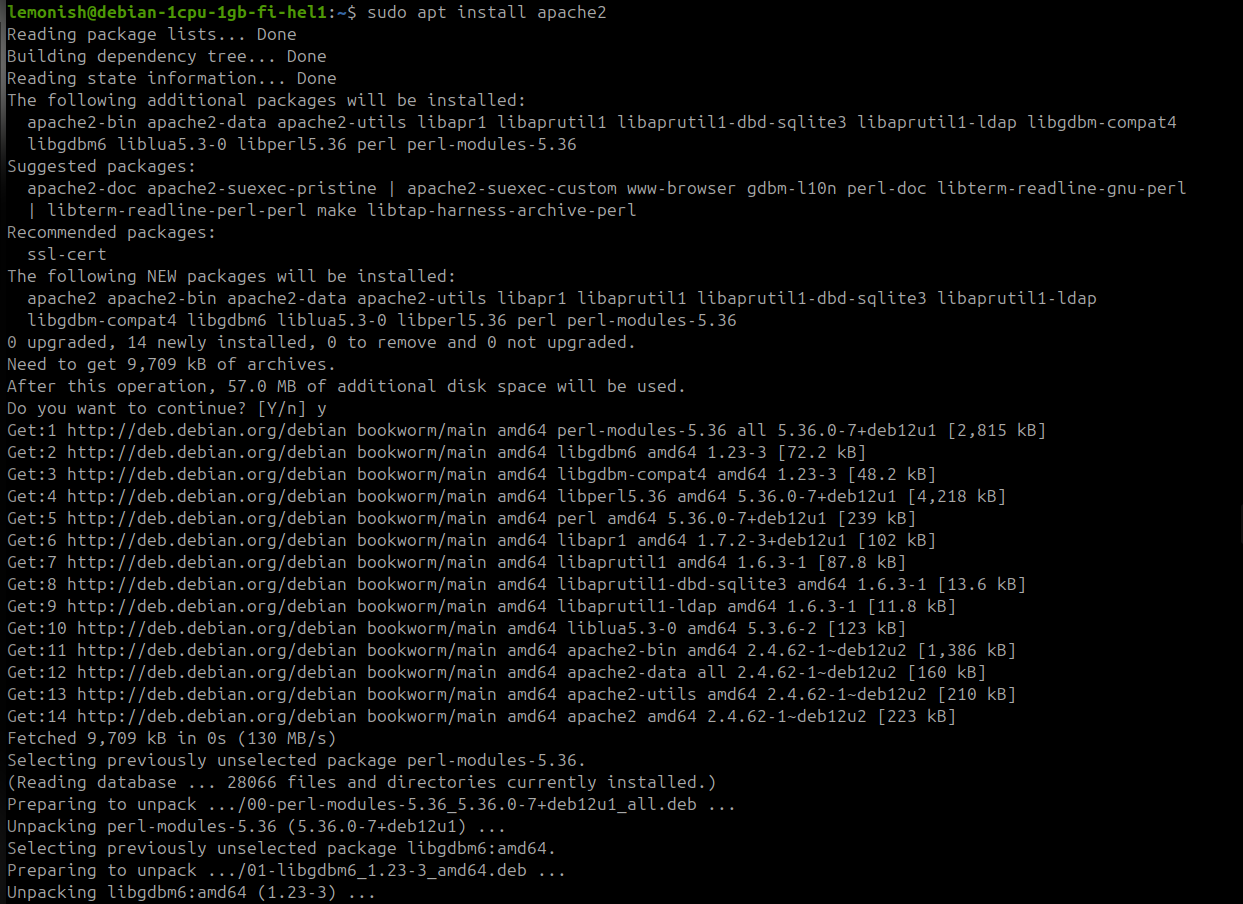 lemonish@debian-1cpu-1gb-fi-hel1:~$ sudo apt install apache2
Reading package lists... Done
Building dependency tree... Done
Reading state information... Done
The following additional packages will be installed:
  apache2-bin apache2-data apache2-utils libapr1 libaprutil1 libaprutil1-dbd-sqlite3 libaprutil1-ldap libgdbm-compat4
  libgdbm6 liblua5.3-0 libperl5.36 perl perl-modules-5.36
Suggested packages:
  apache2-doc apache2-suexec-pristine | apache2-suexec-custom www-browser gdbm-l10n perl-doc libterm-readline-gnu-perl
  | libterm-readline-perl-perl make libtap-harness-archive-perl
Recommended packages:
  ssl-cert
The following NEW packages will be installed:
  apache2 apache2-bin apache2-data apache2-utils libapr1 libaprutil1 libaprutil1-dbd-sqlite3 libaprutil1-ldap
  libgdbm-compat4 libgdbm6 liblua5.3-0 libperl5.36 perl perl-modules-5.36
0 upgraded, 14 newly installed, 0 to remove and 0 not upgraded.
Need to get 9,709 kB of archives.
After this operation, 57.0 MB of additional disk space will be used.
Do you want to continue? [Y/n] y
Get:1 http://deb.debian.org/debian bookworm/main amd64 perl-modules-5.36 all 5.36.0-7+deb12u1 [2,815 kB]
Get:2 http://deb.debian.org/debian bookworm/main amd64 libgdbm6 amd64 1.23-3 [72.2 kB]
Get:3 http://deb.debian.org/debian bookworm/main amd64 libgdbm-compat4 amd64 1.23-3 [48.2 kB]
Get:4 http://deb.debian.org/debian bookworm/main amd64 libperl5.36 amd64 5.36.0-7+deb12u1 [4,218 kB]
Get:5 http://deb.debian.org/debian bookworm/main amd64 perl amd64 5.36.0-7+deb12u1 [239 kB]
Get:6 http://deb.debian.org/debian bookworm/main amd64 libapr1 amd64 1.7.2-3+deb12u1 [102 kB]
Get:7 http://deb.debian.org/debian bookworm/main amd64 libaprutil1 amd64 1.6.3-1 [87.8 kB]
Get:8 http://deb.debian.org/debian bookworm/main amd64 libaprutil1-dbd-sqlite3 amd64 1.6.3-1 [13.6 kB]
Get:9 http://deb.debian.org/debian bookworm/main amd64 libaprutil1-ldap amd64 1.6.3-1 [11.8 kB]
Get:10 http://deb.debian.org/debian bookworm/main amd64 liblua5.3-0 amd64 5.3.6-2 [123 kB]
Get:11 http://deb.debian.org/debian bookworm/main amd64 apache2-bin amd64 2.4.62-1~deb12u2 [1,386 kB]
Get:12 http://deb.debian.org/debian bookworm/main amd64 apache2-data all 2.4.62-1~deb12u2 [160 kB]
Get:13 http://deb.debian.org/debian bookworm/main amd64 apache2-utils amd64 2.4.62-1~deb12u2 [210 kB]
Get:14 http://deb.debian.org/debian bookworm/main amd64 apache2 amd64 2.4.62-1~deb12u2 [223 kB]
Fetched 9,709 kB in 0s (130 MB/s)
Selecting previously unselected package perl-modules-5.36.
(Reading database ... 28066 files and directories currently installed.)
Preparing to unpack .../00-perl-modules-5.36_5.36.0-7+deb12u1_all.deb ...
Unpacking perl-modules-5.36 (5.36.0-7+deb12u1) ...
Selecting previously unselected package libgdbm6:amd64.
Preparing to unpack .../01-libgdbm6_1.23-3_amd64.deb ...
Unpacking libgdbm6:amd64 (1.23-3) ...